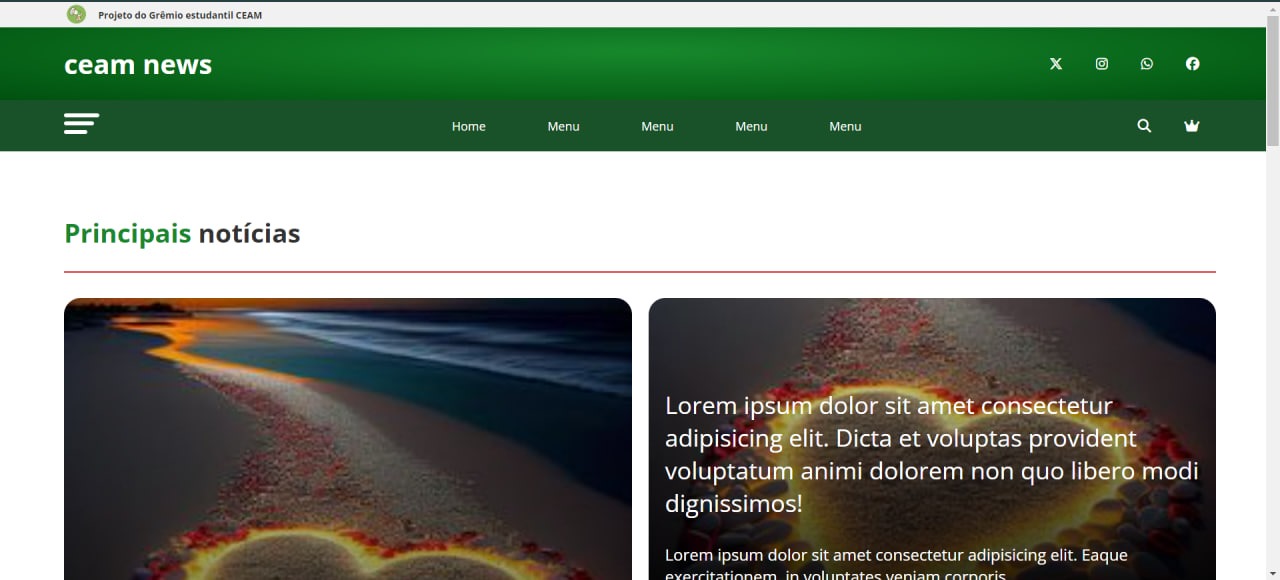 Projeto do Grêmio estudantil CEAM
ceam news
Home Menu Menu Menu Menu
Principais notícias
Lorem ipsum dolor sit amet consectetur
adipisicing elit. Dicta et voluptas provident
voluptatum animi dolorem non quo libero modi
dignissimos!
Lorem ipsum dolor sit amet consectetur adipisicing elit. Eaque
exercitationem, in voluptates veniam corporis